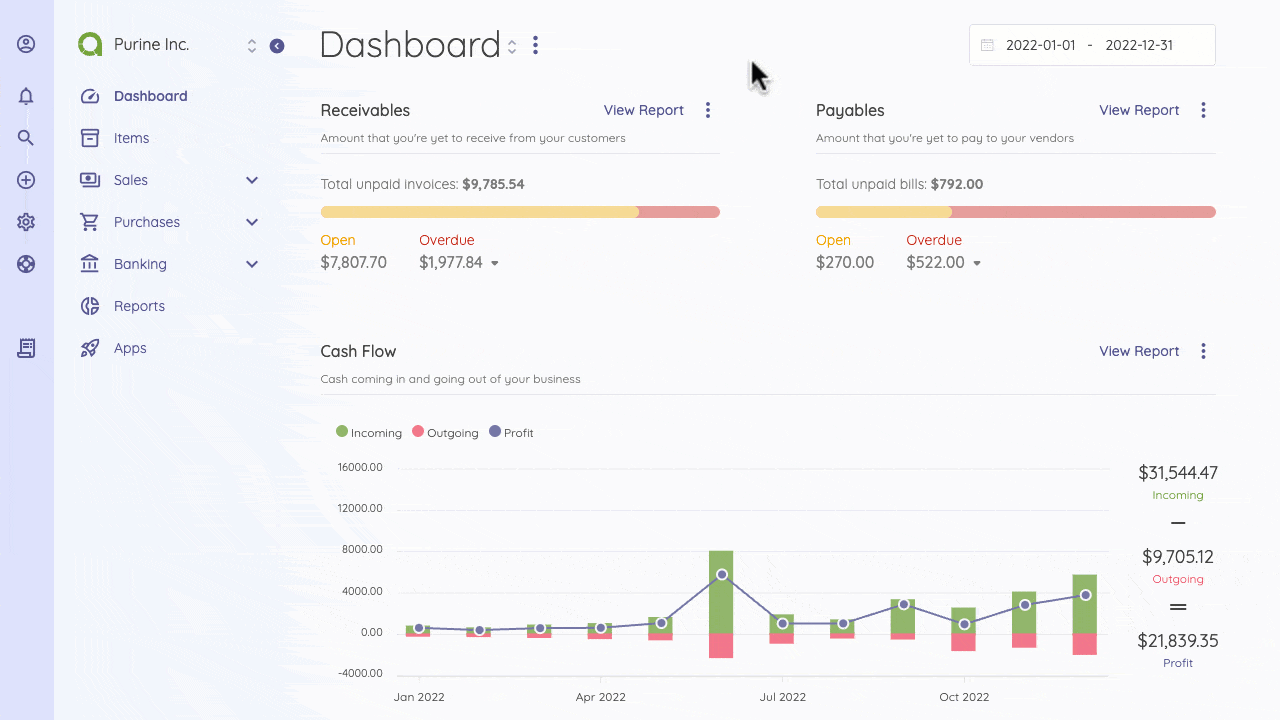 Purine Inc.
Dashboard
Items
Sales
Purchases
Banking
Reports
Apps
Dashboard
2022-01-01 - 2022-12-31
Receivables
View Report
Amount that you're yet to receive from your customers
Total unpaid invoices: $9,785.54
Open
Overdue
$7,807.70
$1,977.84
Payables
View Report
Amount that you're yet to pay to your vendors
Total unpaid bills: $792.00
Open
Overdue
$270.00
$522.00
Cash Flow
View Report
Cash coming in and going out of your business
Incoming Outgoing Profit
16000.00
12000.00
8000.00
4000.00
0.00
-4000.00
Jan 2022 Apr 2022 Jul 2022 Oct 2022
$31,544.47
Incoming
$9,705.12
Outgoing
$21,839.35
Profit